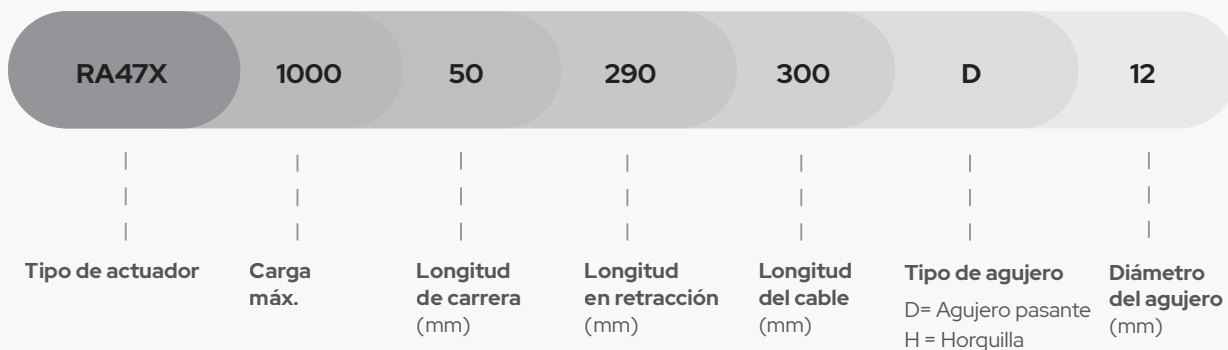 RA47X 1000 50 290 300 D 12
Tipo de actuador
Carga
máx.
Longitud
de carrera
(mm)
Longitud
en retracción
(mm)
Longitud
del cable
(mm)
Tipo de agujero
D= Agujero pasante
H = Horquilla
Diámetro
del agujero
(mm)